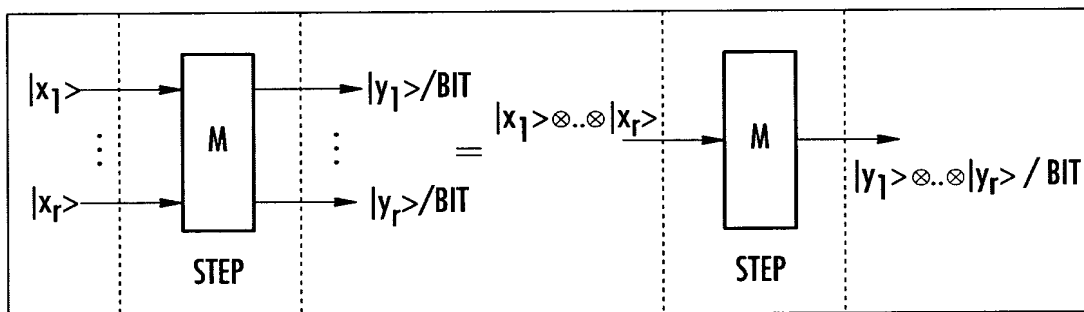 |x₁> M |y₁>/BIT
⋮ ⋮
|xᵣ> |yᵣ>/BIT
STEP
=
|x₁>⊗..⊗|xᵣ> M |y₁>⊗..⊗|yᵣ> / BIT
STEP